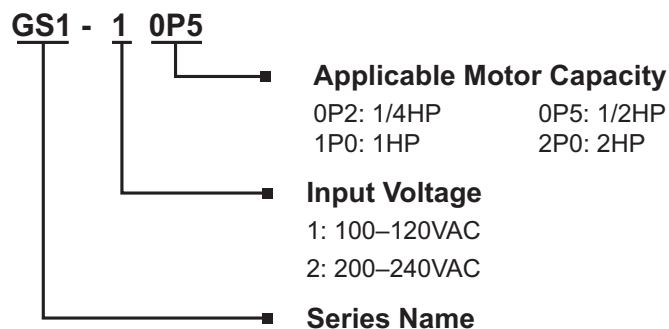 GS1 - 1 0P5
Applicable Motor Capacity
0P2: 1/4HP 0P5: 1/2HP
1P0: 1HP 2P0: 2HP
Input Voltage
1: 100–120VAC
2: 200–240VAC
Series Name